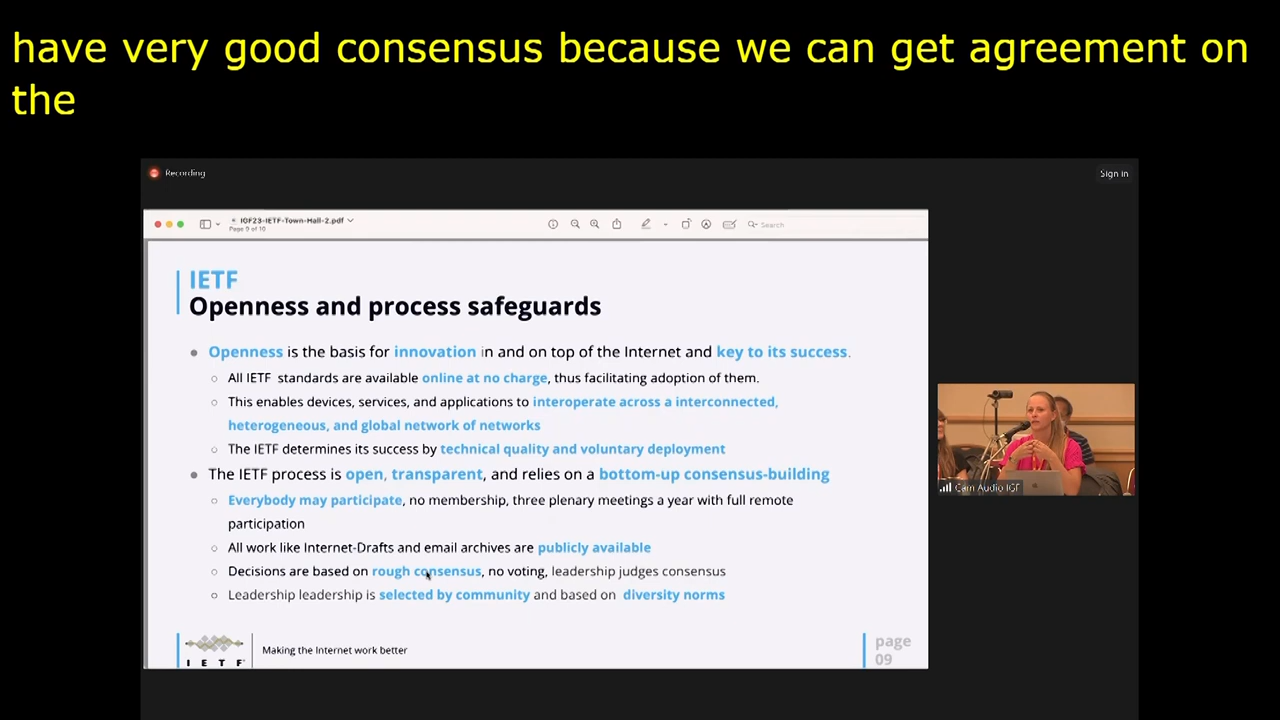 have very good consensus because we can get agreement on
the
Recording
Sign in
IGF23-IETF-Town-Hall-2.pdf
Page 9 of 10
Search
IETF
Openness and process safeguards
Openness is the basis for innovation in and on top of the Internet and key to its success.
All IETF standards are available online at no charge, thus facilitating adoption of them.
This enables devices, services, and applications to interoperate across a interconnected,
heterogeneous, and global network of networks
The IETF determines its success by technical quality and voluntary deployment
The IETF process is open, transparent, and relies on a bottom-up consensus-building
Everybody may participate, no membership, three plenary meetings a year with full remote
participation
All work like Internet-Drafts and email archives are publicly available
Decisions are based on rough consensus, no voting, leadership judges consensus
Leadership leadership is selected by community and based on diversity norms
I E T F
Making the Internet work better
page
09
Cam Audio IGF